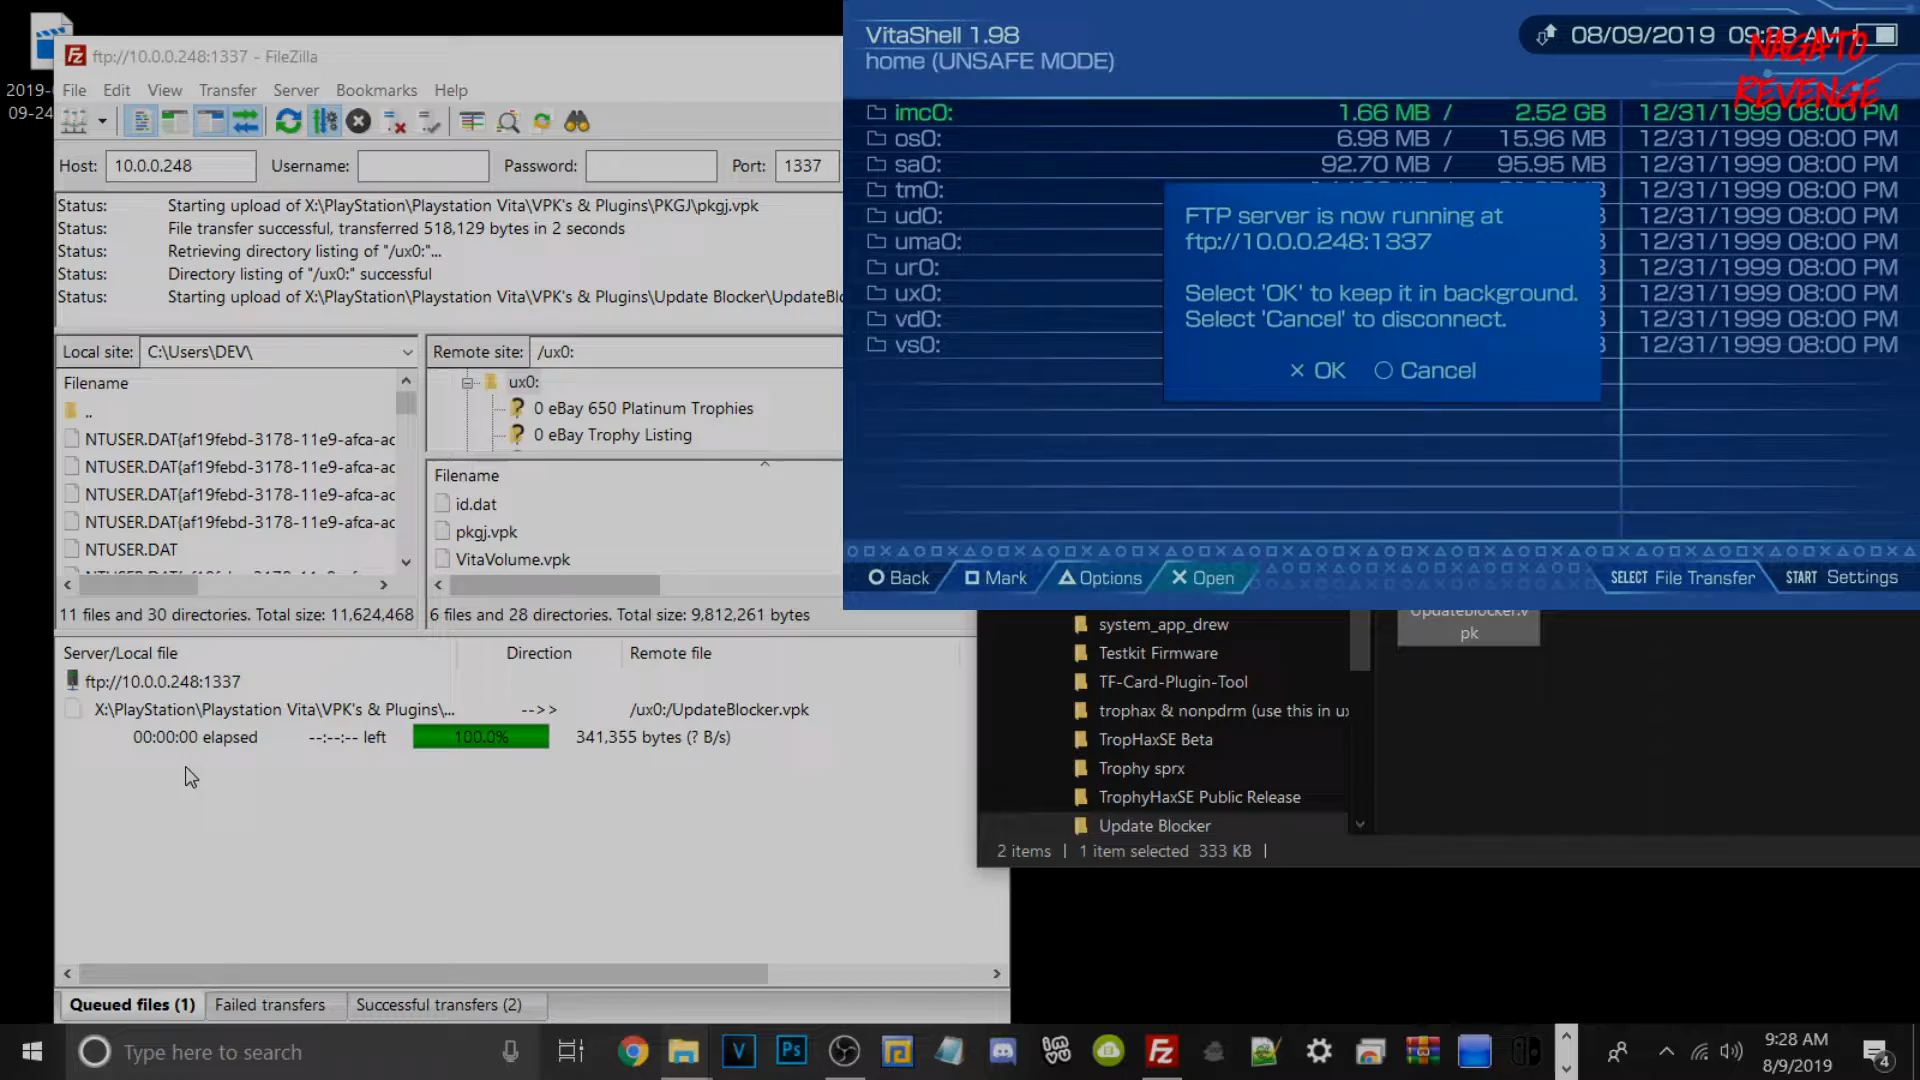 2019-
09-24
ftp://10.0.0.248:1337 - FileZilla
File Edit View Transfer Server Bookmarks Help
Host: 10.0.0.248 Username: Password: Port: 1337
Status: Starting upload of X:\PlayStation\Playstation Vita\VPK's & Plugins\PKGJ\pkgj.vpk
Status: File transfer successful, transferred 518,129 bytes in 2 seconds
Status: Retrieving directory listing of "/ux0:"...
Status: Directory listing of "/ux0:" successful
Status: Starting upload of X:\PlayStation\Playstation Vita\VPK's & Plugins\Update Blocker\UpdateBlo
Local site: C:\Users\DEV\
Filename
..
NTUSER.DAT{af19febd-3178-11e9-afca-ac
NTUSER.DAT{af19febd-3178-11e9-afca-ac
NTUSER.DAT{af19febd-3178-11e9-afca-ac
NTUSER.DAT{af19febd-3178-11e9-afca-ac
NTUSER.DAT
11 files and 30 directories. Total size: 11,624,468
Remote site: /ux0:
ux0:
0 eBay 650 Platinum Trophies
0 eBay Trophy Listing
Filename
id.dat
pkgj.vpk
VitaVolume.vpk
6 files and 28 directories. Total size: 9,812,261 bytes
Server/Local file Direction Remote file
ftp://10.0.0.248:1337
X:\PlayStation\Playstation Vita\VPK's & Plugins\... -->> /ux0:/UpdateBlocker.vpk
00:00:00 elapsed --:--:-- left 100.0% 341,355 bytes (? B/s)
Queued files (1) Failed transfers Successful transfers (2)
VitaShell 1.98 08/09/2019 09:28 AM
home (UNSAFE MODE)
NAGATO
REVENGE
imc0: 1.66 MB / 2.52 GB 12/31/1999 08:00 PM
os0: 6.98 MB / 15.96 MB 12/31/1999 08:00 PM
sa0: 92.70 MB / 95.95 MB 12/31/1999 08:00 PM
tm0: 12/31/1999 08:00 PM
ud0: 12/31/1999 08:00 PM
uma0: 12/31/1999 08:00 PM
ur0: 12/31/1999 08:00 PM
ux0: 12/31/1999 08:00 PM
vd0: 12/31/1999 08:00 PM
vs0: 12/31/1999 08:00 PM
FTP server is now running at
ftp://10.0.0.248:1337
Select 'OK' to keep it in background.
Select 'Cancel' to disconnect.
OK Cancel
Back Mark Options Open SELECT File Transfer START Settings
system_app_drew
Testkit Firmware
TF-Card-Plugin-Tool
trophax & nonpdrm (use this in ux
TropHaxSE Beta
Trophy sprx
TrophyHaxSE Public Release
Update Blocker
UpdateBlocker.v
pk
2 items 1 item selected 333 KB
Type here to search
9:28 AM
8/9/2019
4